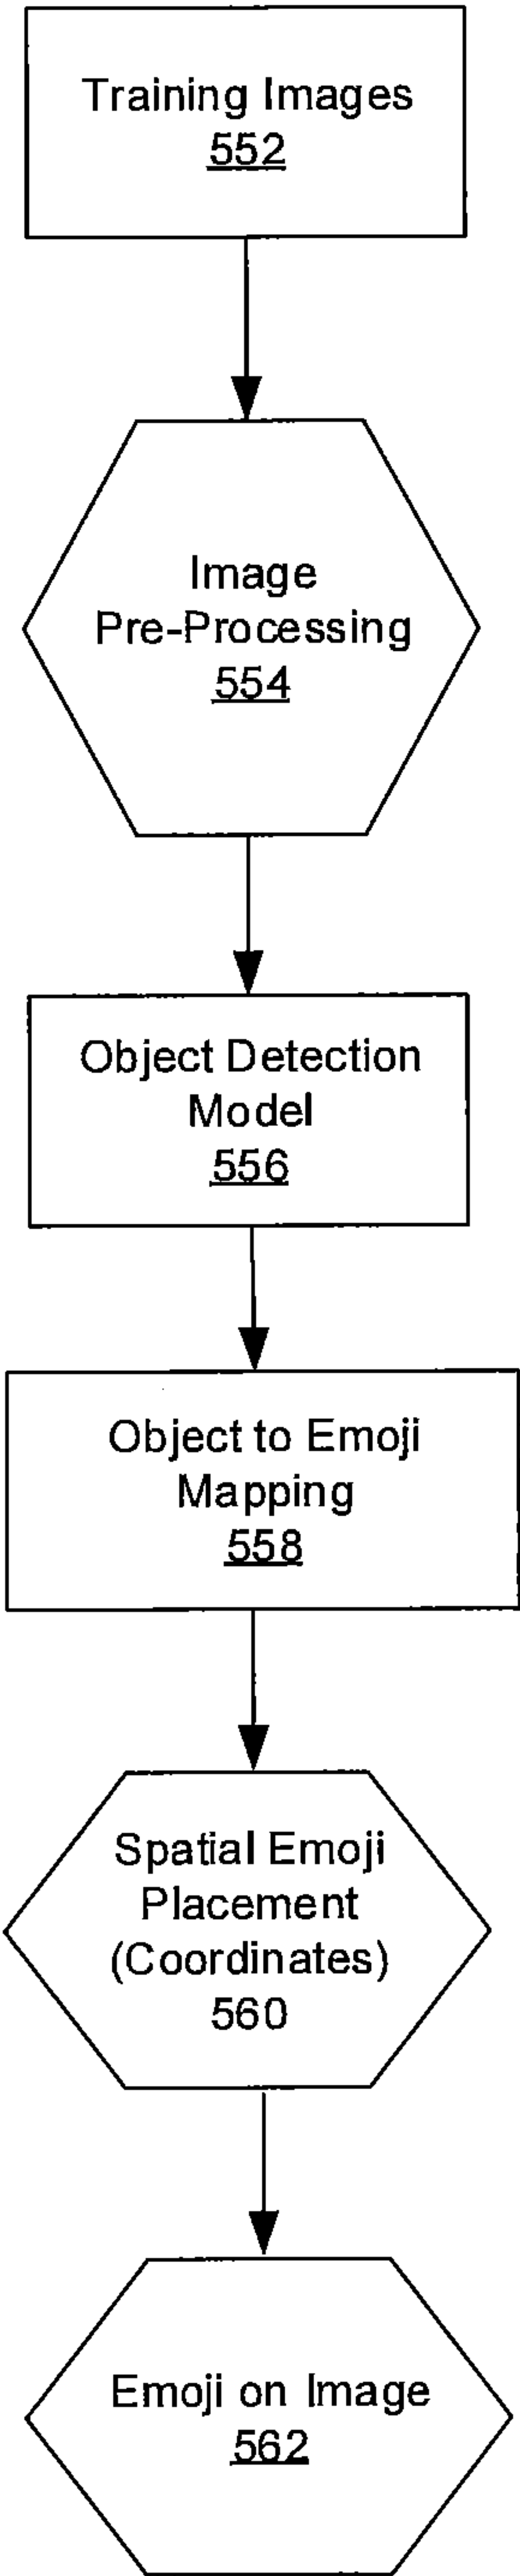 Training Images
552
Image
Pre-Processing
554
Object Detection
Model
556
Object to Emoji
Mapping
558
Spatial Emoji
Placement
(Coordinates)
560
Emoji on Image
562